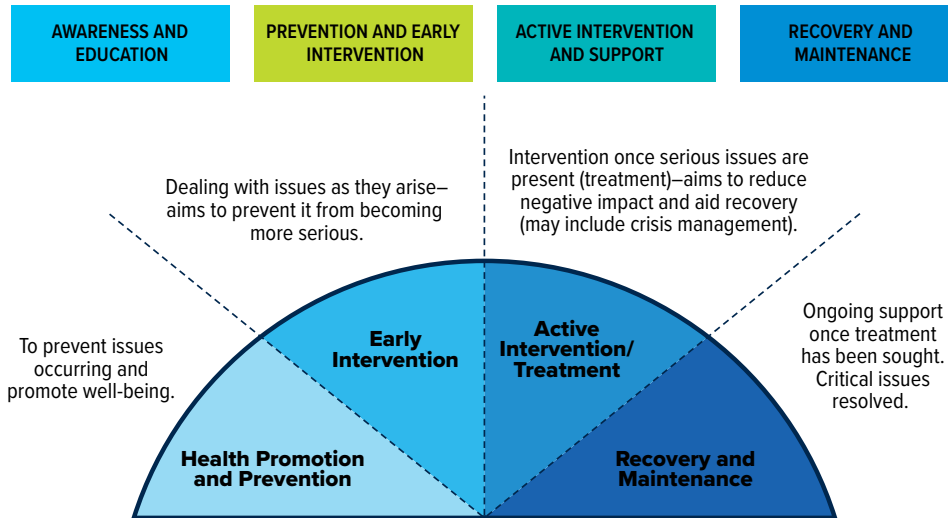 AWARENESS AND
EDUCATION
PREVENTION AND EARLY
INTERVENTION
ACTIVE INTERVENTION
AND SUPPORT
RECOVERY AND
MAINTENANCE
Dealing with issues as they arise–
aims to prevent it from becoming
more serious.
Intervention once serious issues are
present (treatment)–aims to reduce
negative impact and aid recovery
(may include crisis management).
To prevent issues
occurring and
promote well-being.
Early
Intervention
Active
Intervention/
Treatment
Ongoing support
once treatment
has been sought.
Critical issues
resolved.
Health Promotion
and Prevention
Recovery and
Maintenance